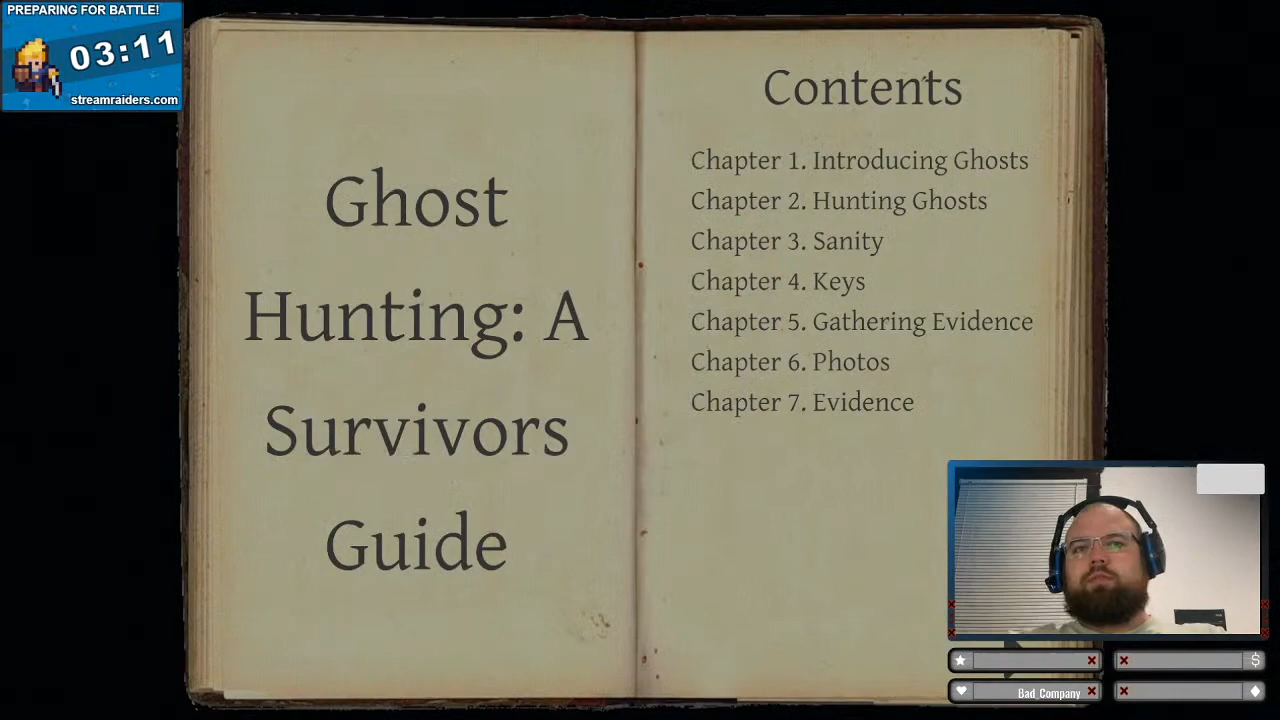 PREPARING FOR BATTLE!
03:11
streamraiders.com
Ghost
Hunting: A
Survivors
Guide
Contents
Chapter 1. Introducing Ghosts
Chapter 2. Hunting Ghosts
Chapter 3. Sanity
Chapter 4. Keys
Chapter 5. Gathering Evidence
Chapter 6. Photos
Chapter 7. Evidence
Bad_Company